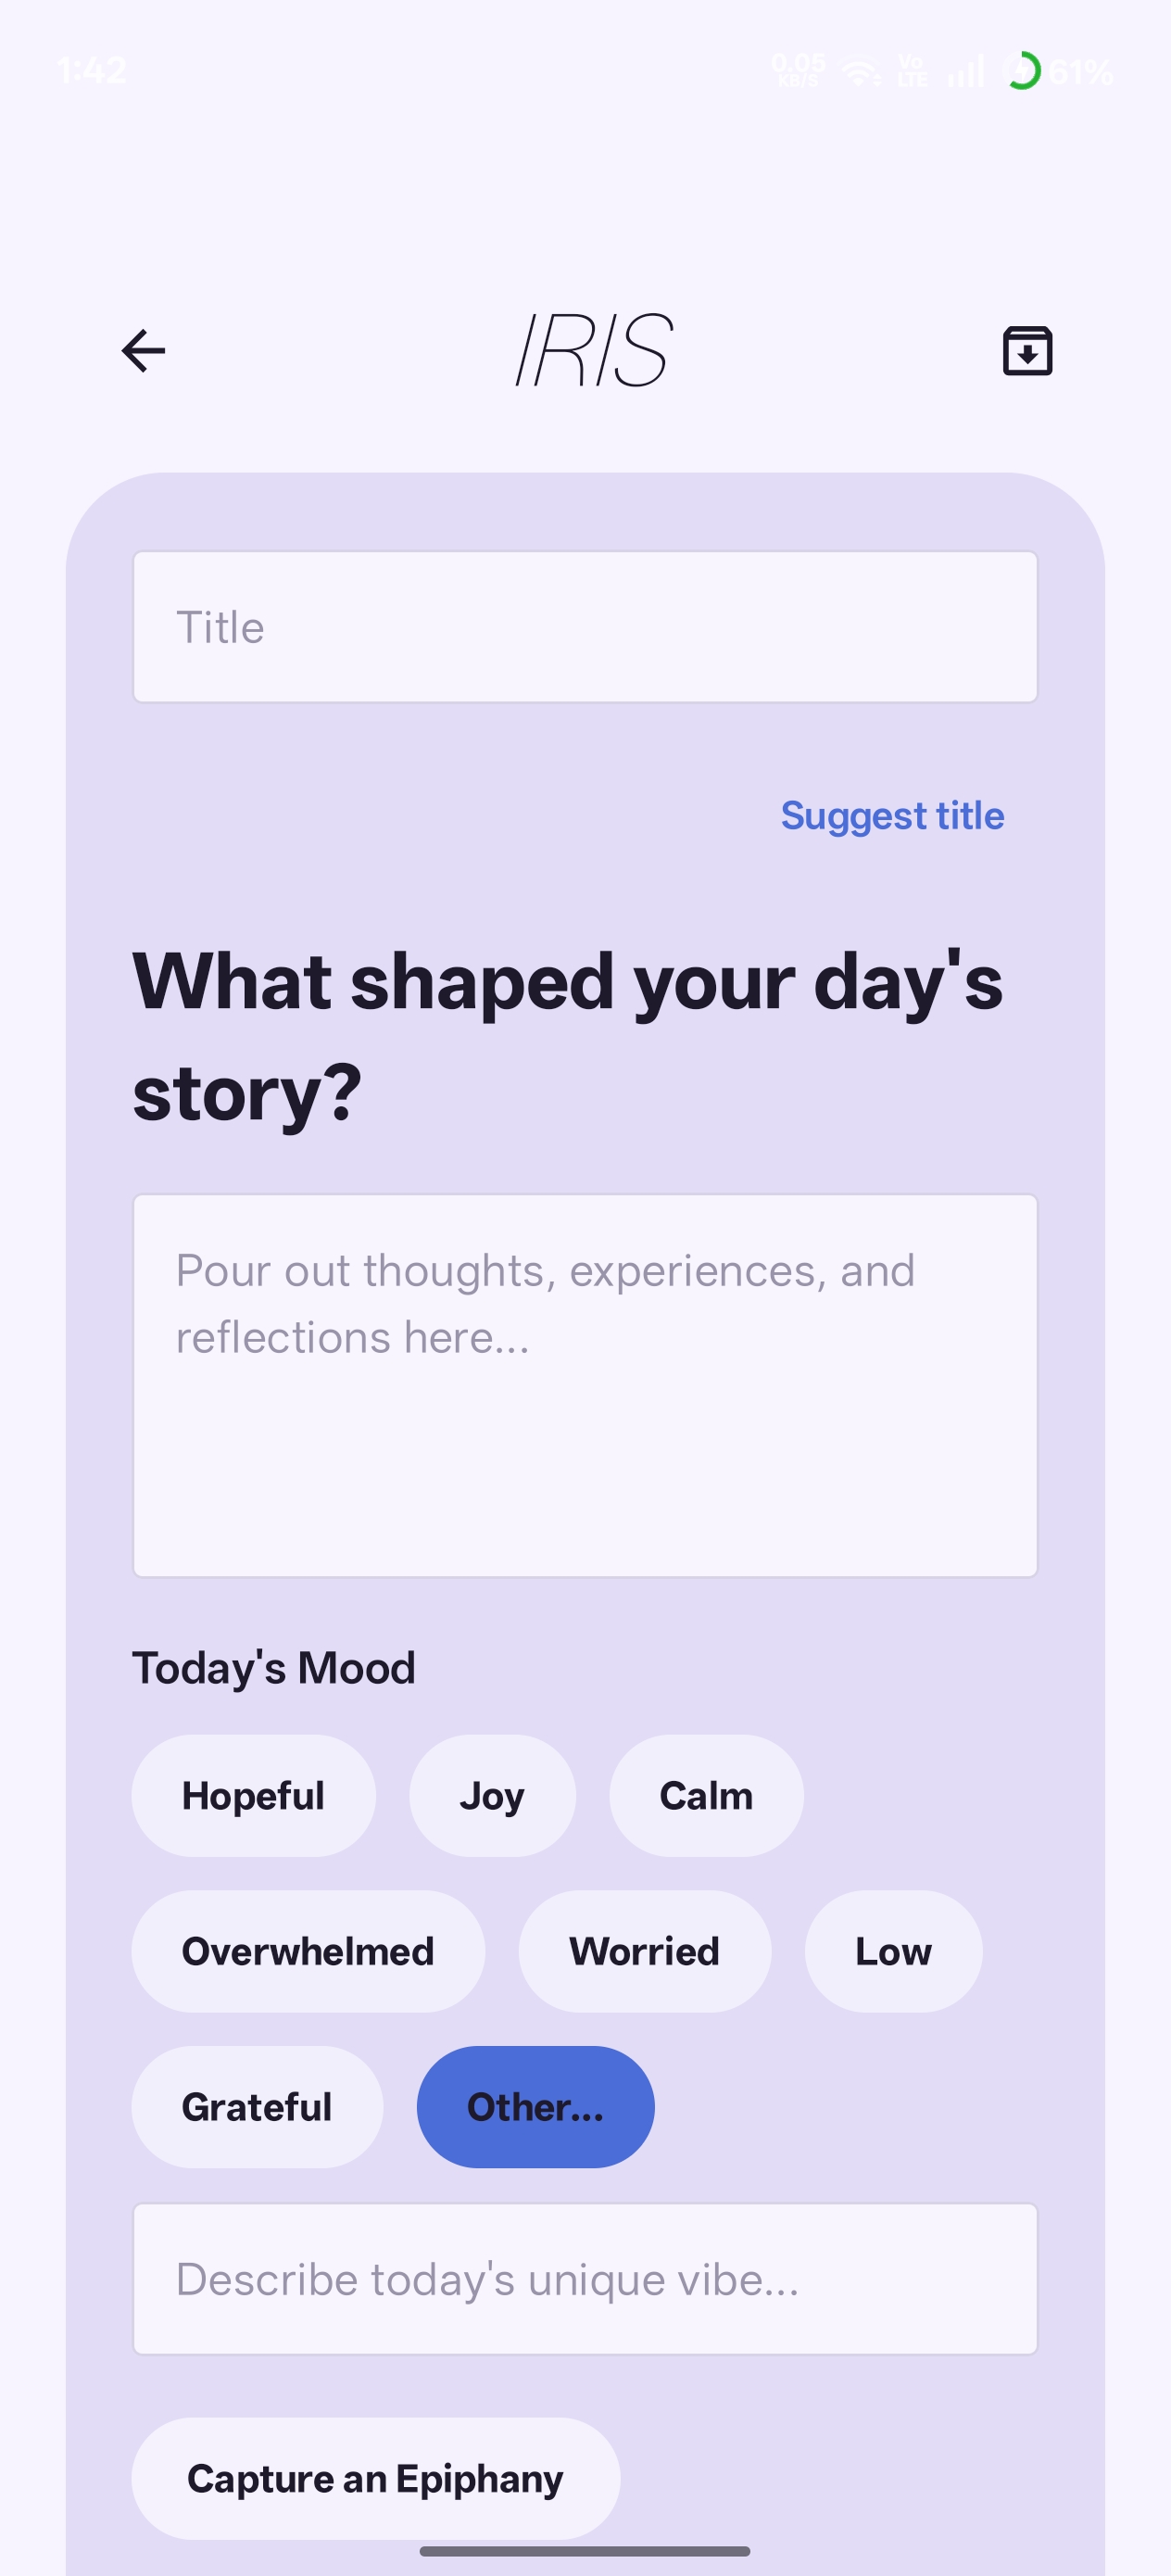 1:42
0.05
KB/S
Vo
LTE
61%
IRIS
Title
Suggest title
What shaped your day's
story?
Pour out thoughts, experiences, and
reflections here...
Today's Mood
Hopeful
Joy
Calm
Overwhelmed
Worried
Low
Grateful
Other...
Describe today's unique vibe...
Capture an Epiphany